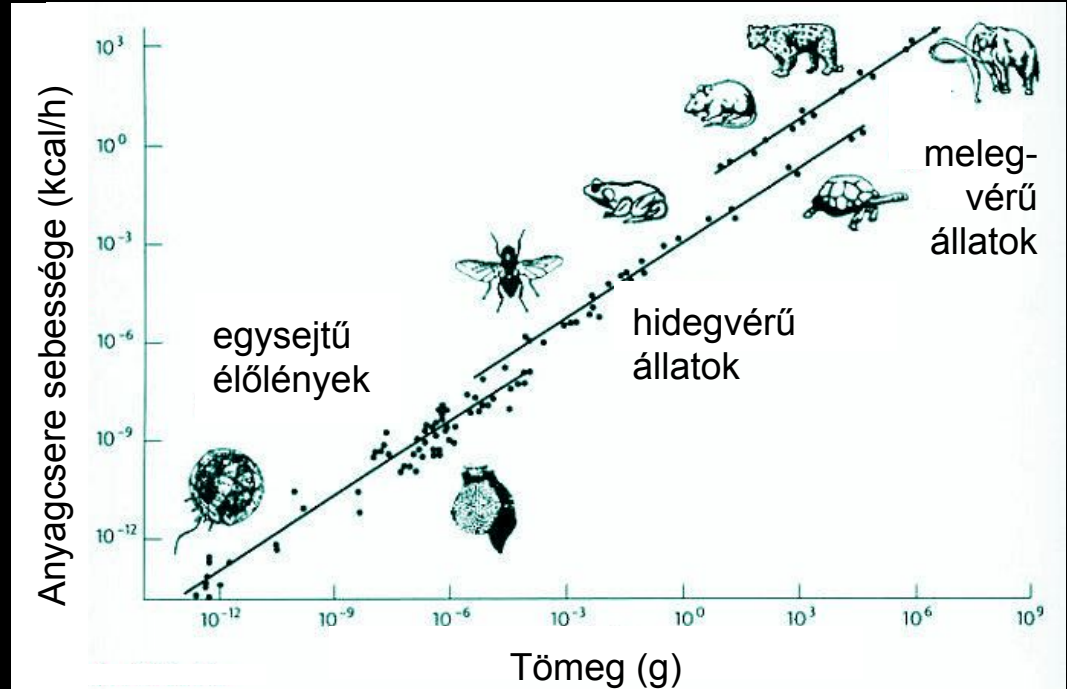 Anyagcsere sebessége (kcal/h)
10³
10⁰
10⁻³
10⁻⁶
10⁻⁹
10⁻¹²
meleg-
vérű
állatok
hidegvérű
állatok
egysejtű
élőlények
10⁻¹²
10⁻⁹
10⁻⁶
10⁻³
10⁰
10³
10⁶
10⁹
Tömeg (g)